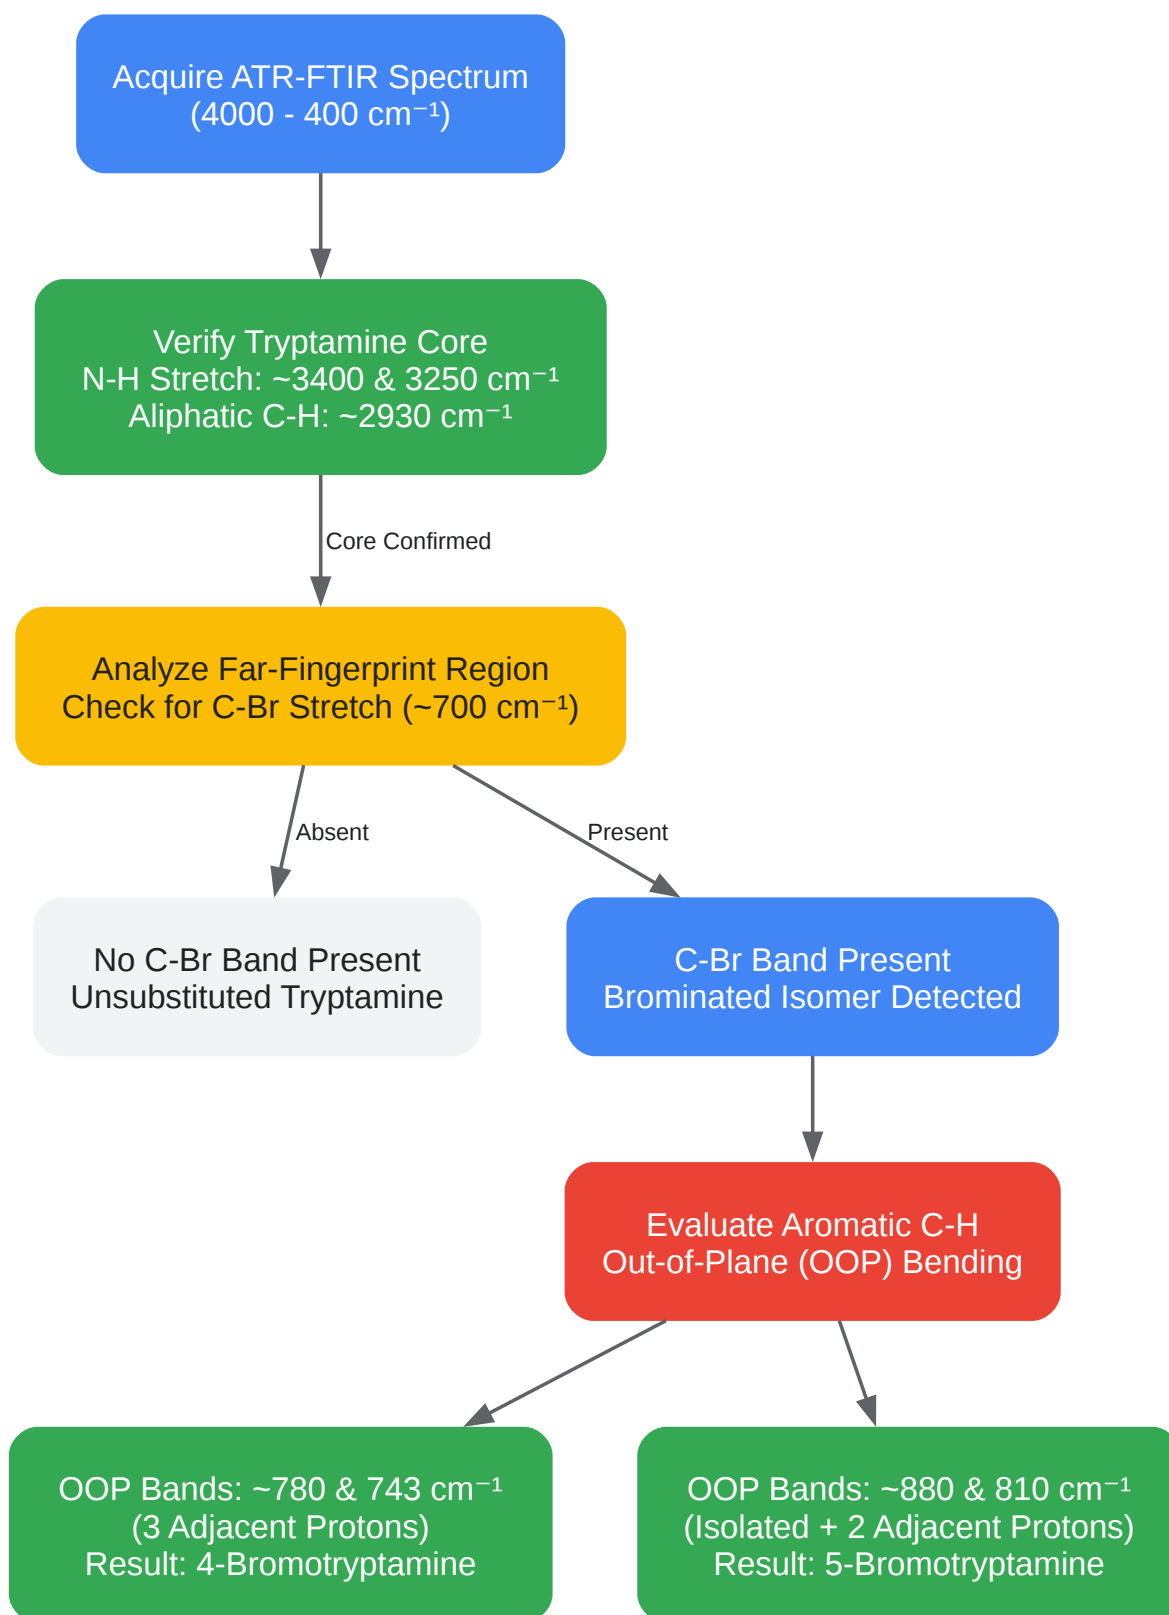 Acquire ATR-FTIR Spectrum
(4000 - 400 cm⁻¹)
Verify Tryptamine Core
N-H Stretch: ~3400 & 3250 cm⁻¹
Aliphatic C-H: ~2930 cm⁻¹
Core Confirmed
Analyze Far-Fingerprint Region
Check for C-Br Stretch (~700 cm⁻¹)
Absent
Present
No C-Br Band Present
Unsubstituted Tryptamine
C-Br Band Present
Brominated Isomer Detected
Evaluate Aromatic C-H
Out-of-Plane (OOP) Bending
OOP Bands: ~780 & 743 cm⁻¹
(3 Adjacent Protons)
Result: 4-Bromotryptamine
OOP Bands: ~880 & 810 cm⁻¹
(Isolated + 2 Adjacent Protons)
Result: 5-Bromotryptamine